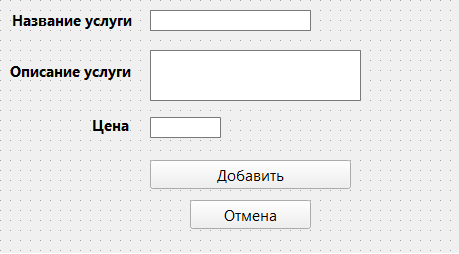 Название услуги
Описание услуги
Цена
Добавить
Отмена